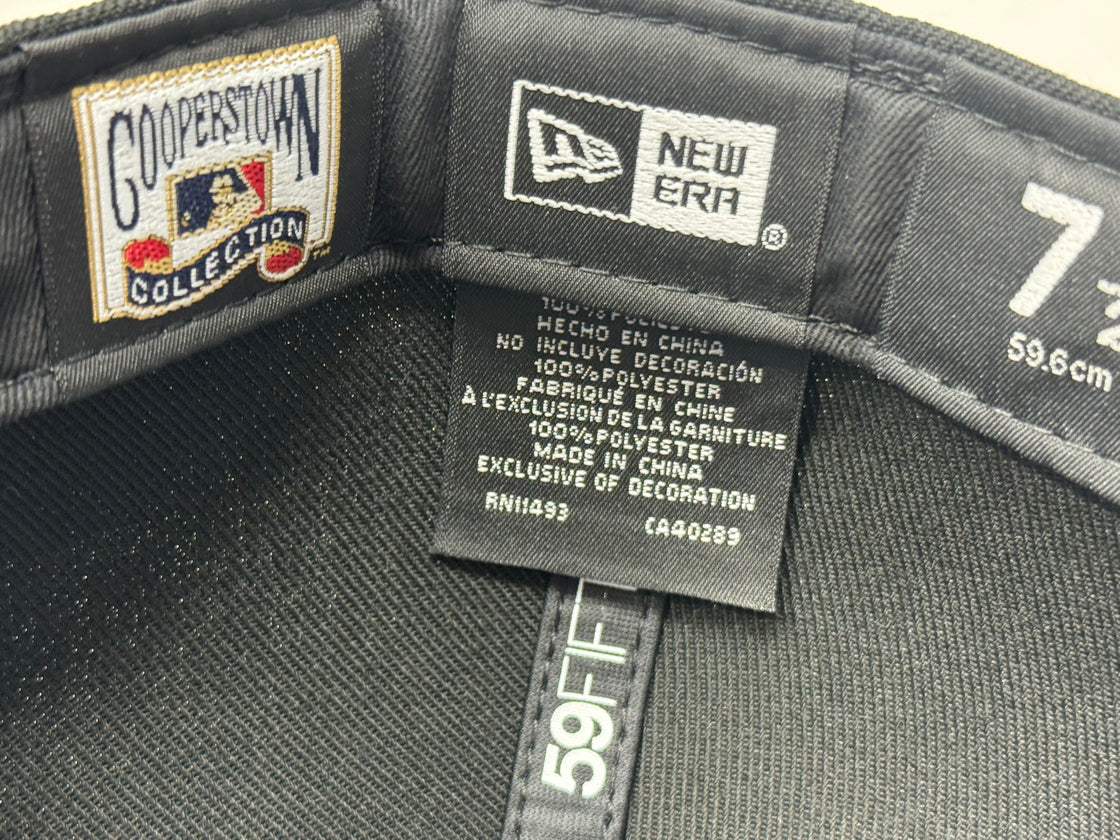 COOPERSTOWN
COLLECTION™
NEW
ERA
®
7
59.6cm
HECHO EN CHINA
NO INCLUYE DECORACIÓN
100% POLYESTER
FABRIQUÉ EN CHINE
À L'EXCLUSION DE LA GARNITURE
100% POLYESTER
MADE IN CHINA
EXCLUSIVE OF DECORATION
RN11493 CA40289
59FIF